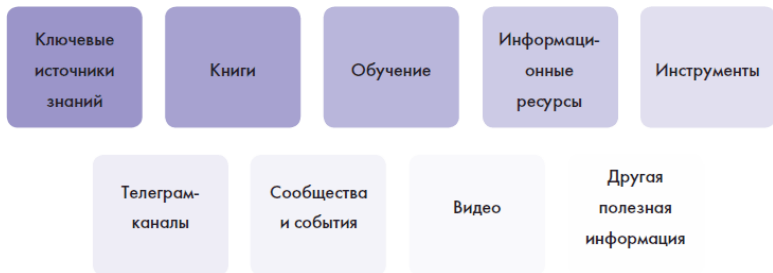 Ключевые
источники
знаний
Книги
Обучение
Информаци-
онные
ресурсы
Инструменты
Телеграм-
каналы
Сообщества
и события
Видео
Другая
полезная
информация